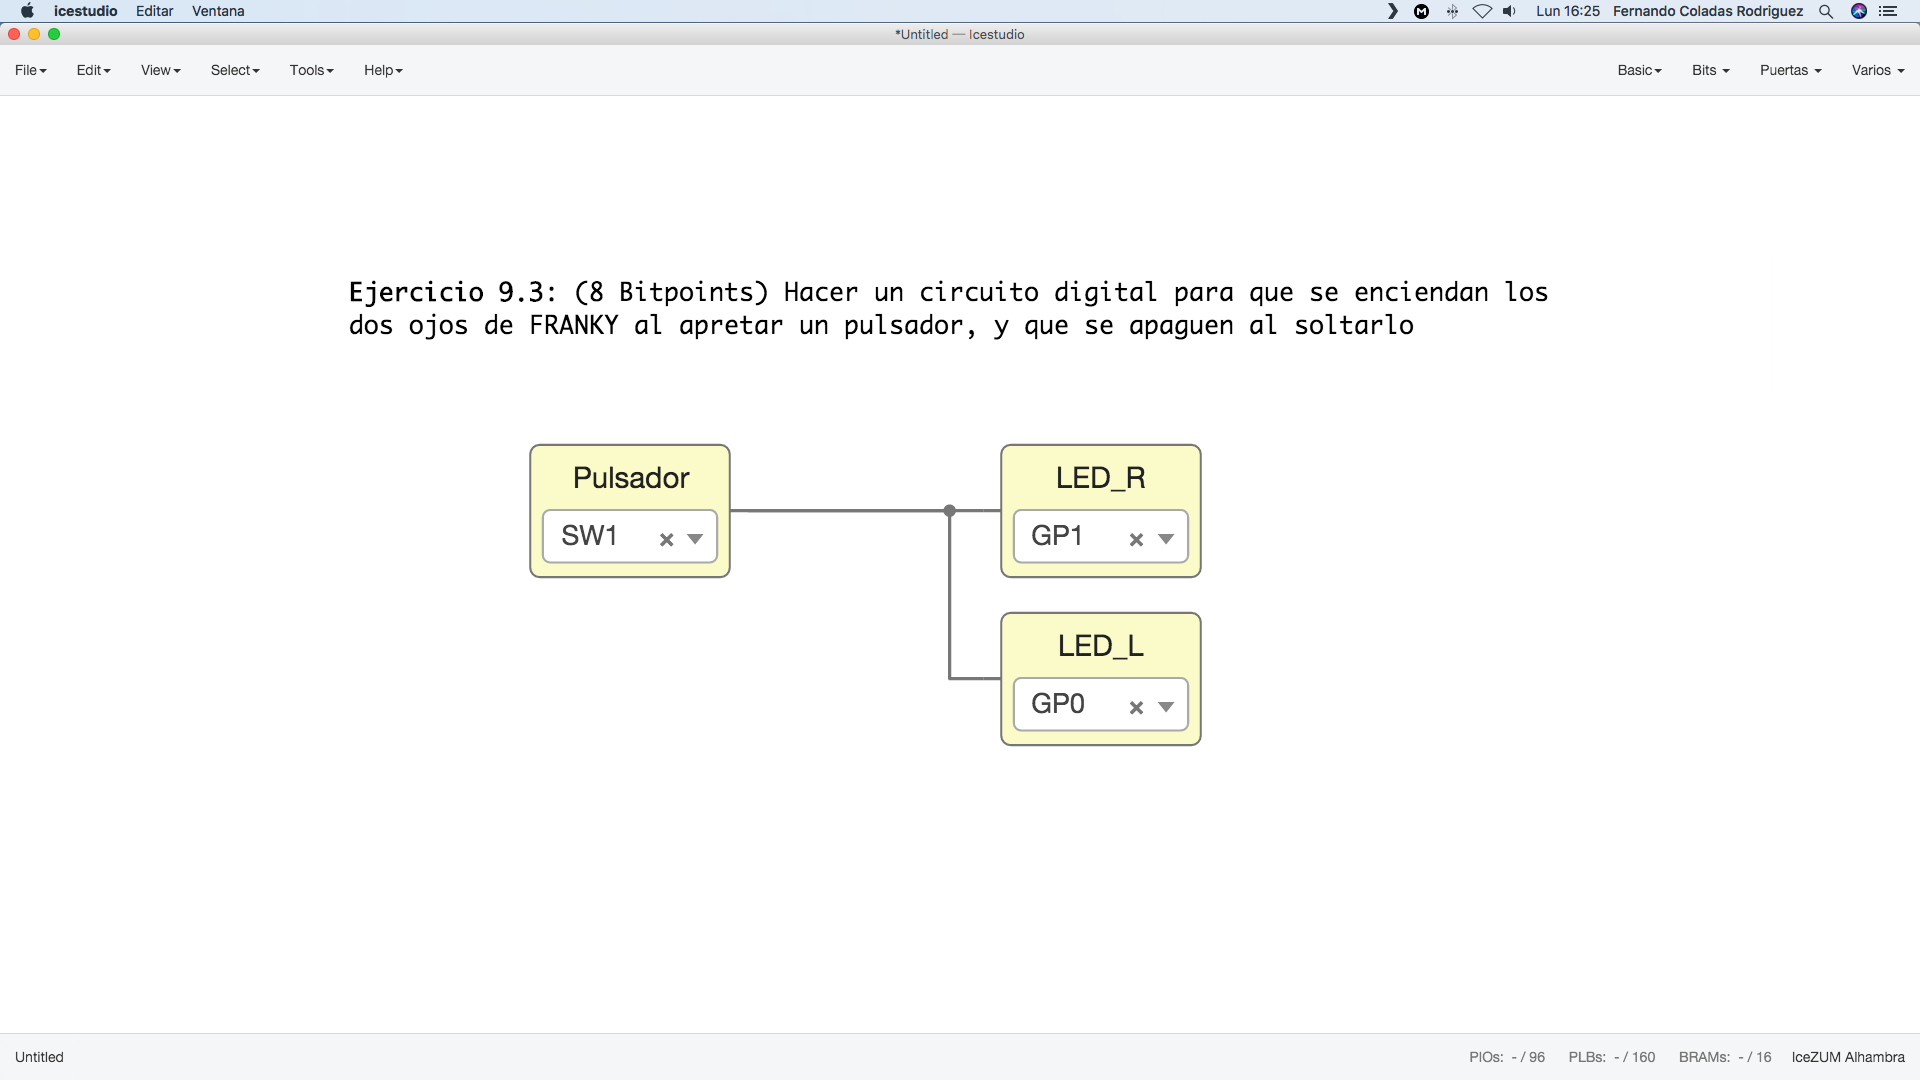 icestudio Editar Ventana Lun 16:25 Fernando Coladas Rodriguez
*Untitled — Icestudio
File Edit View Select Tools Help Basic Bits Puertas Varios
Ejercicio 9.3: (8 Bitpoints) Hacer un circuito digital para que se enciendan los
dos ojos de FRANKY al apretar un pulsador, y que se apaguen al soltarlo
Pulsador
SW1
LED_R
GP1
LED_L
GP0
Untitled PIOs: - / 96 PLBs: - / 160 BRAMs: - / 16 IceZUM Alhambra